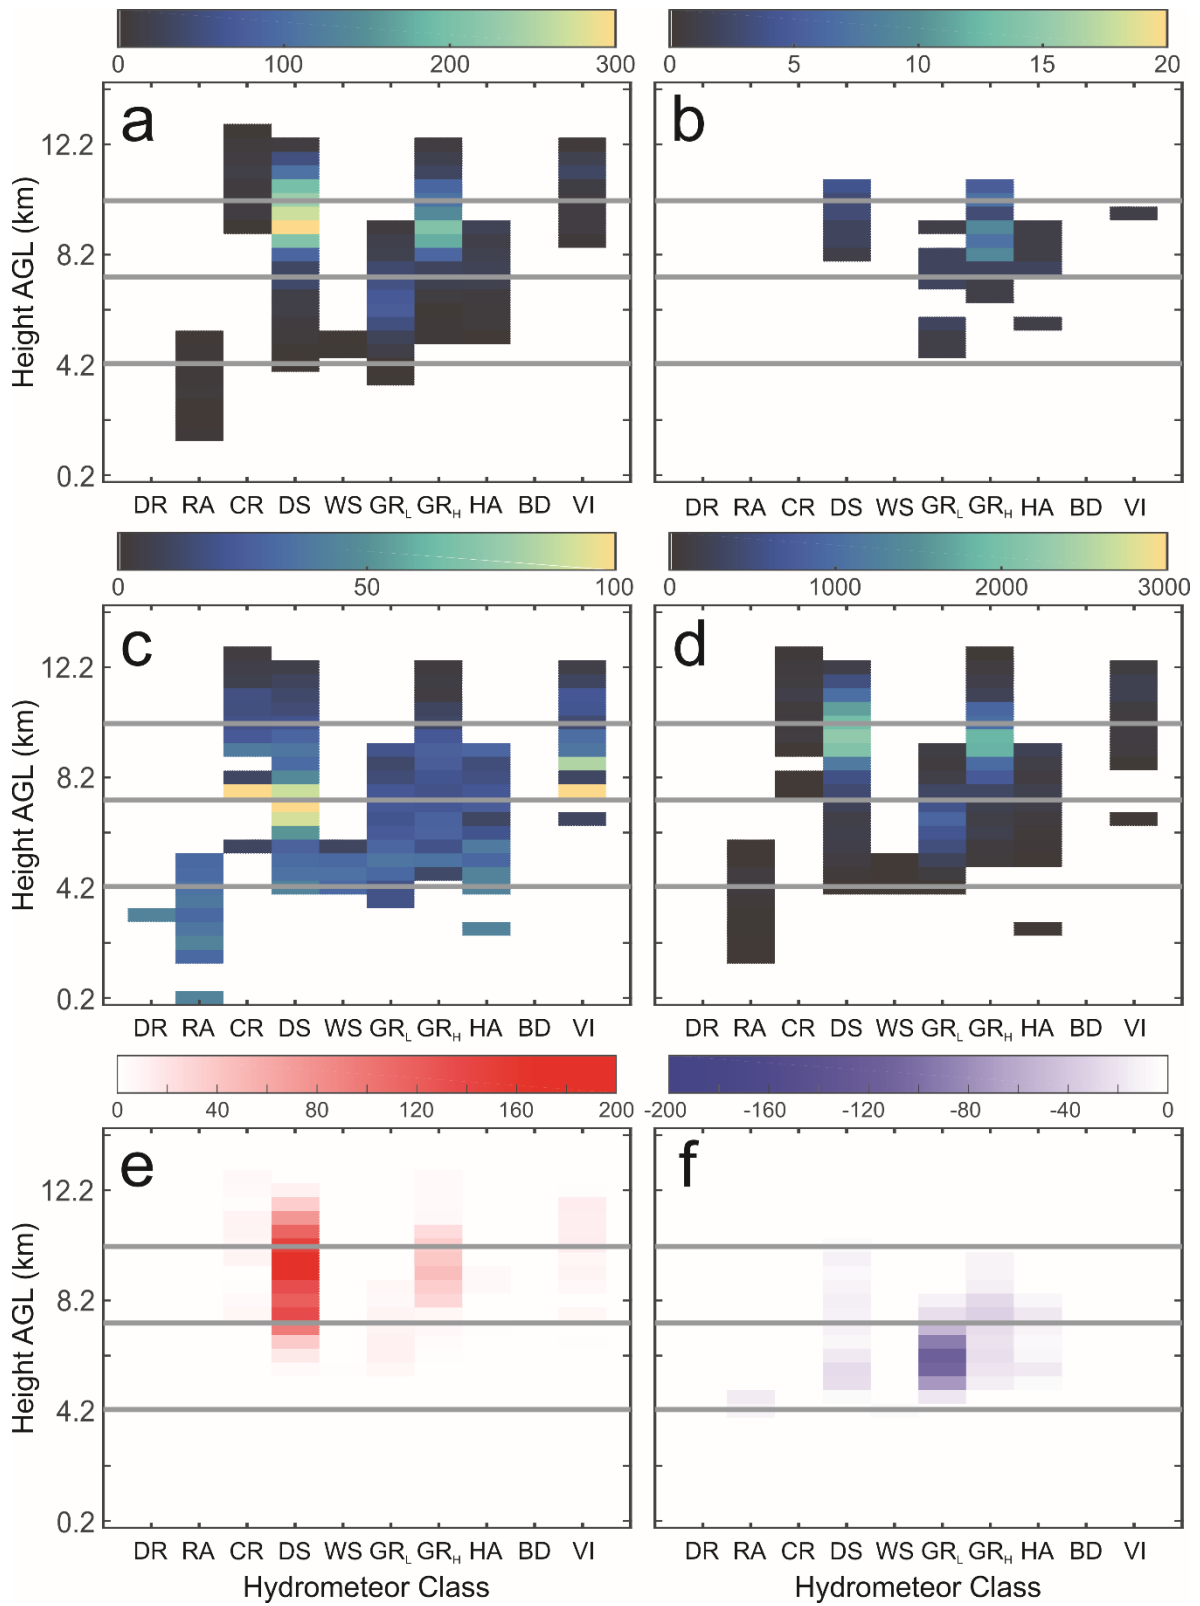 0 100 200 300
0 5 10 15 20
a
b
Height AGL (km)
12.2
8.2
4.2
0.2
DR RA CR DS WS GRL GRH HA BD VI
DR RA CR DS WS GRL GRH HA BD VI
0 50 100
0 1000 2000 3000
c
d
Height AGL (km)
12.2
8.2
4.2
0.2
DR RA CR DS WS GRL GRH HA BD VI
DR RA CR DS WS GRL GRH HA BD VI
0 40 80 120 160 200
-200 -160 -120 -80 -40 0
e
f
Height AGL (km)
12.2
8.2
4.2
0.2
DR RA CR DS WS GRL GRH HA BD VI
DR RA CR DS WS GRL GRH HA BD VI
Hydrometeor Class
Hydrometeor Class